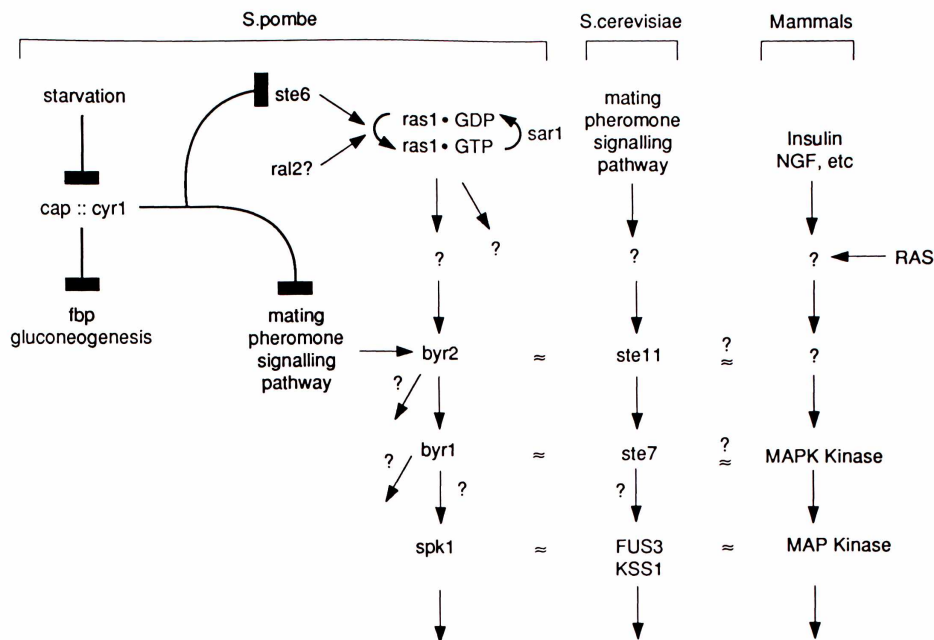 S.pombe
S.cerevisiae
Mammals
starvation
ste6
ral2?
ras1 • GDP
ras1 • GTP
sar1
mating
pheromone
signalling
pathway
Insulin
NGF, etc
cap :: cyr1
?
?
?
?
RAS
fbp
gluconeogenesis
mating
pheromone
signalling
pathway
byr2
≈
ste11
?
≈
?
?
byr1
≈
ste7
?
≈
MAPK Kinase
?
?
?
spk1
≈
FUS3
KSS1
≈
MAP Kinase